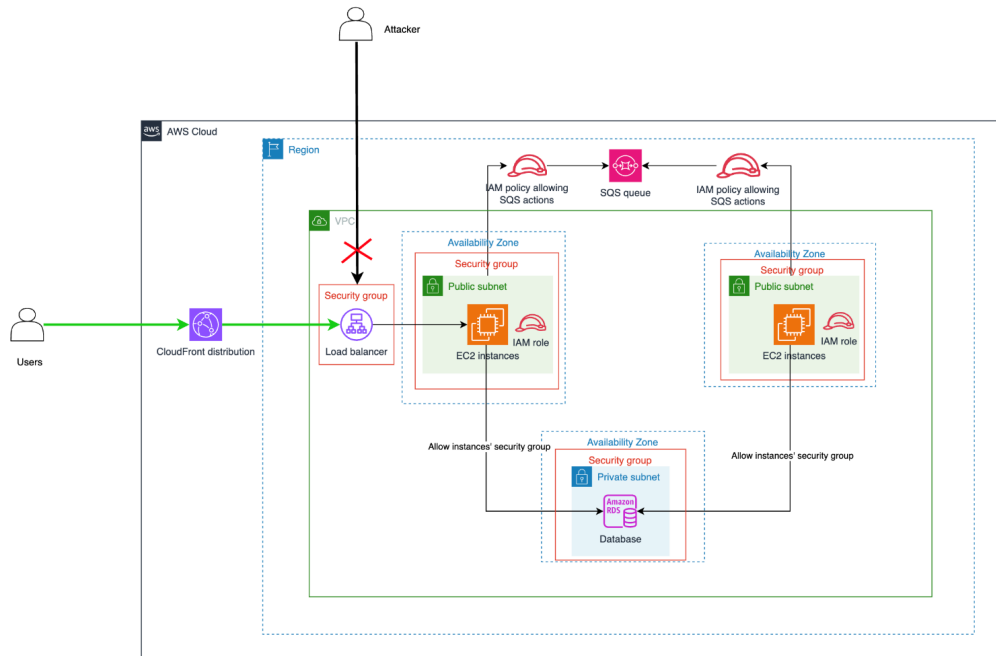 Attacker
aws
AWS Cloud
Region
IAM policy allowing
SQS actions
SQS queue
IAM policy allowing
SQS actions
VPC
Availability Zone
Security group
Public subnet
EC2 instances
IAM role
Availability Zone
Security group
Public subnet
EC2 instances
IAM role
Security group
Load balancer
Users
CloudFront distribution
Allow instances' security group
Allow instances' security group
Availability Zone
Security group
Private subnet
Amazon
RDS
Database